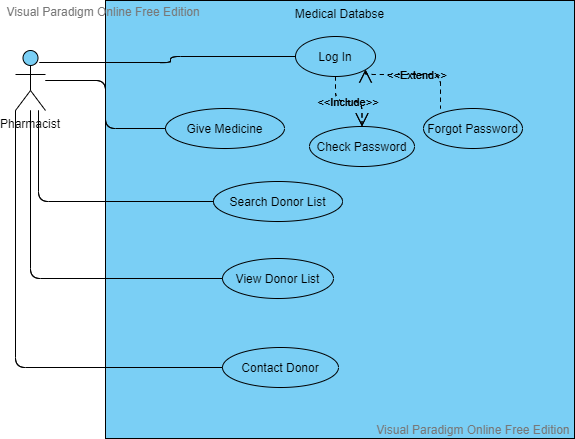 Visual Paradigm Online Free Edition
Medical Databse
Log In
<<Extend>>
<<Include>>
Pharmacist
Give Medicine
Forgot Password
Check Password
Search Donor List
View Donor List
Contact Donor
Visual Paradigm Online Free Edition